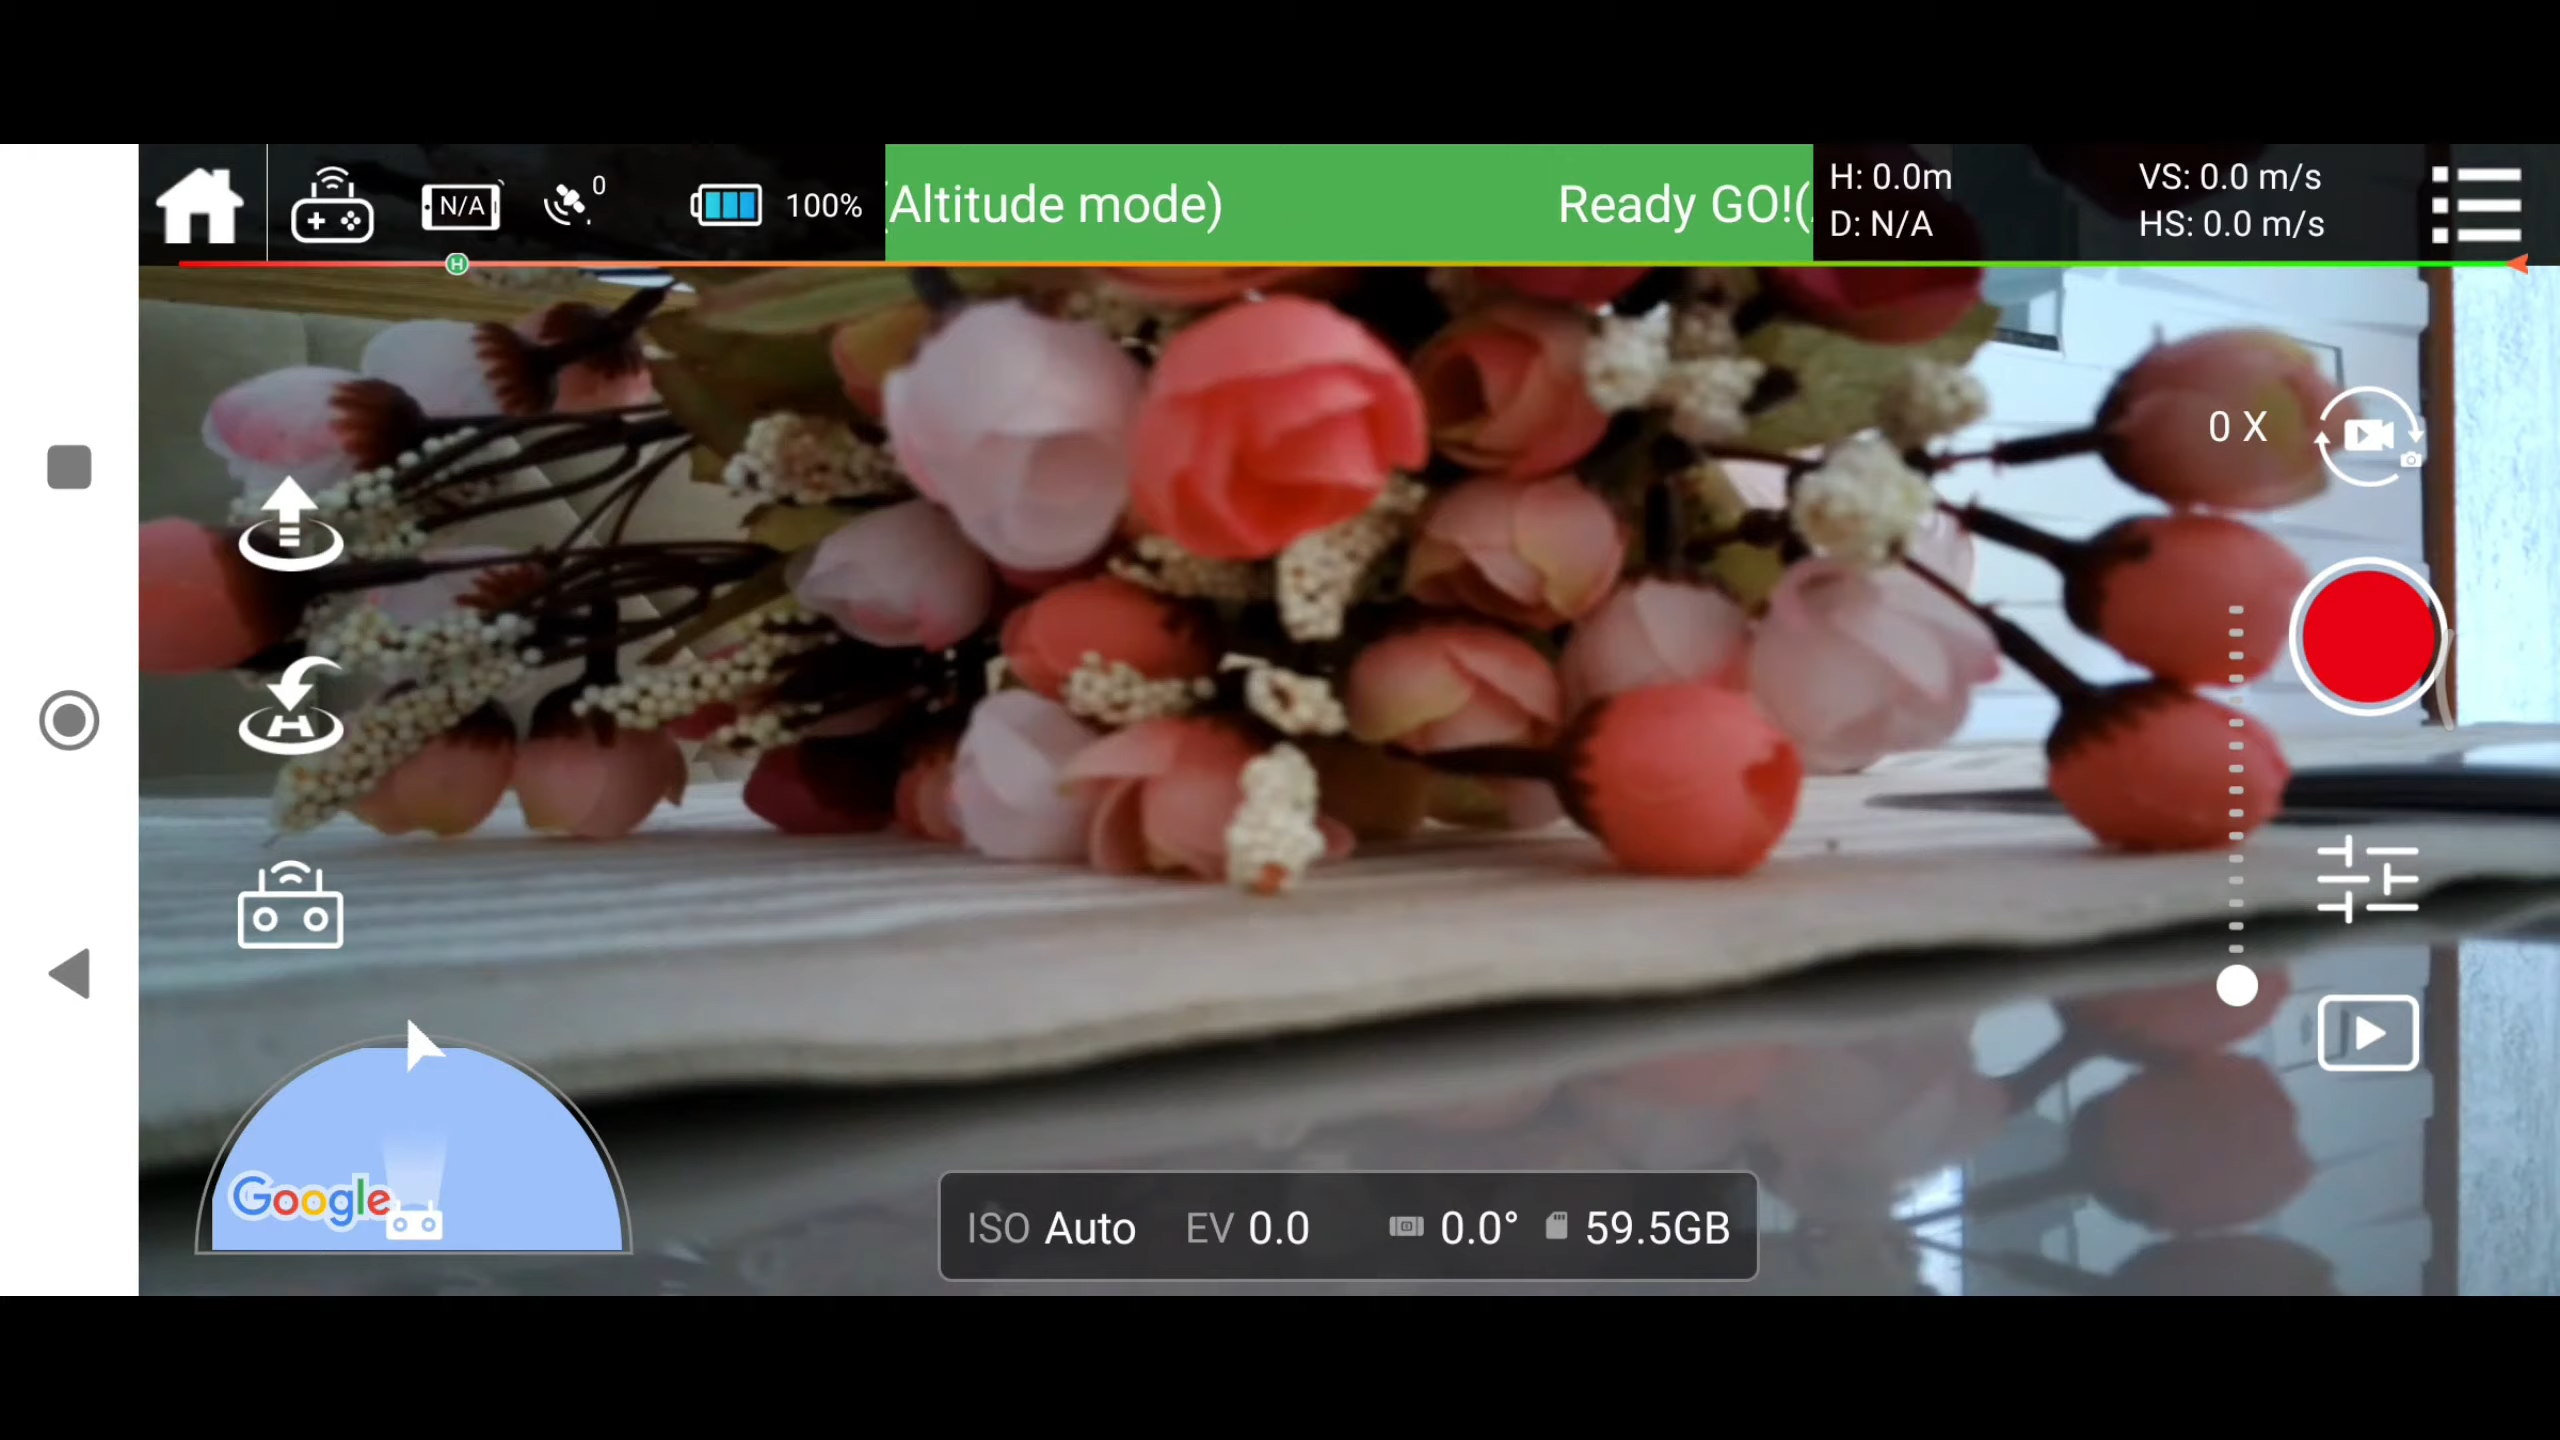 N/A
0
100%
(Altitude mode)
Ready GO!(
H: 0.0m
VS: 0.0 m/s
D: N/A
HS: 0.0 m/s
H
0 X
Google
ISO Auto EV 0.0 0.0° 59.5GB